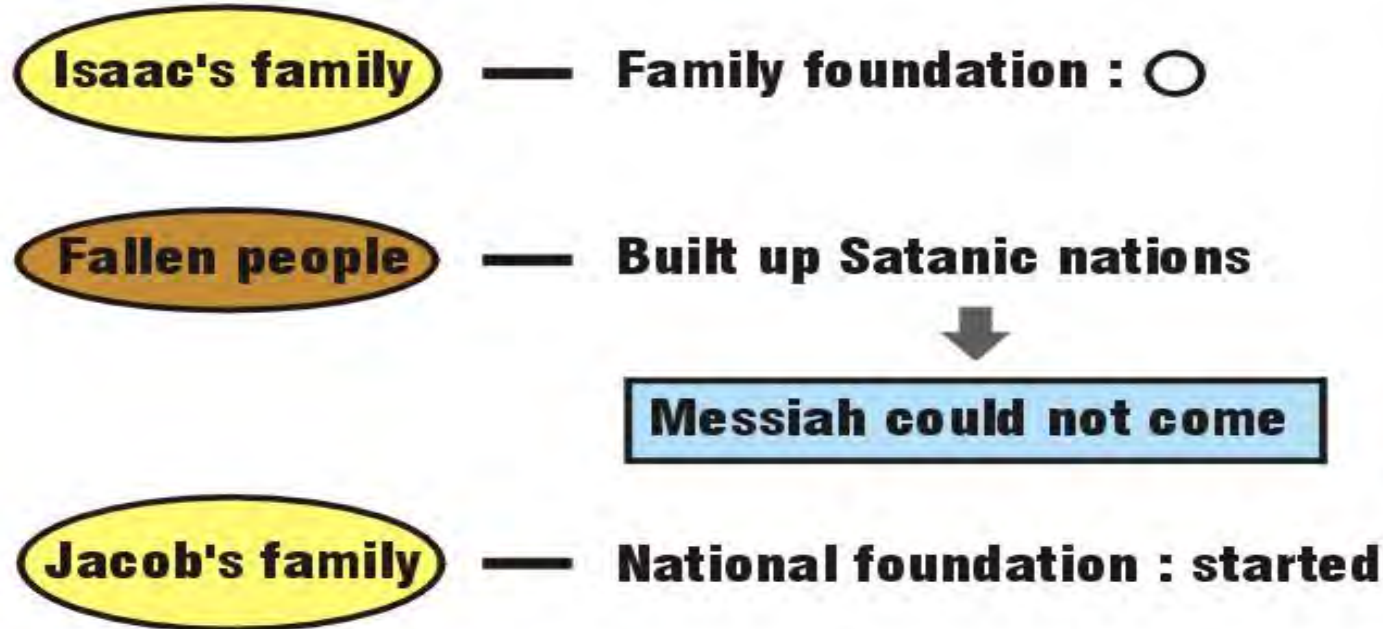 Isaac's family — Family foundation : ○
Fallen people — Built up Satanic nations
Messiah could not come
Jacob's family — National foundation : started